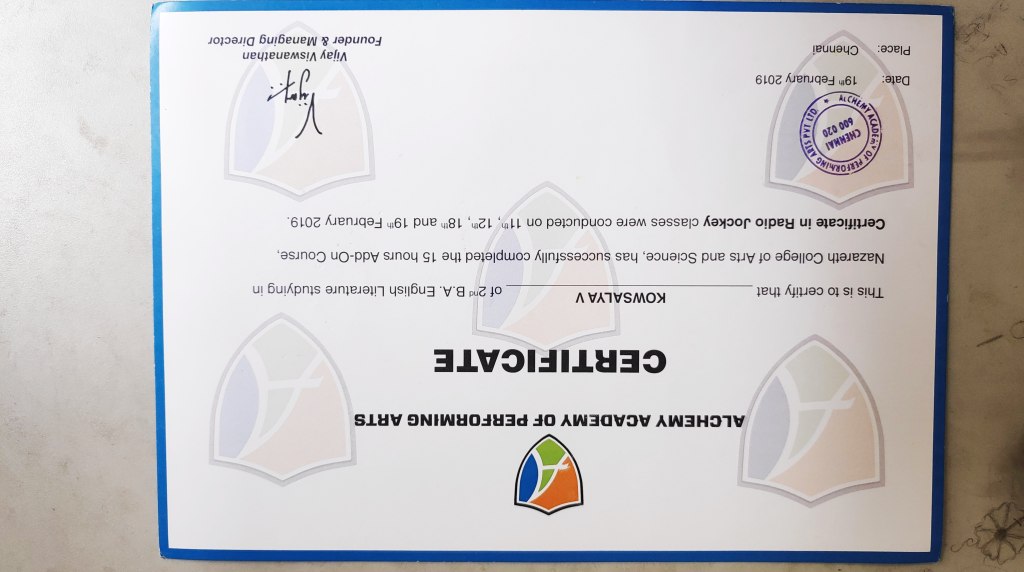 ALCHEMY ACADEMY OF PERFORMING ARTS
CERTIFICATE
This is to certify that KOWSALYA V of 2nd B.A. English Literature studying in
Nazareth College of Arts and Science, has successfully completed the 15 hours Add-On Course,
Certificate in Radio Jockey classes were conducted on 11th, 12th, 18th and 19th February 2019.
ALCHEMY ACADEMY OF PERFORMING ARTS PVT LTD. ★
CHENNAI
600 020
Date: 19th February 2019
Place: Chennai
Vijay Viswanathan
Founder & Managing Director